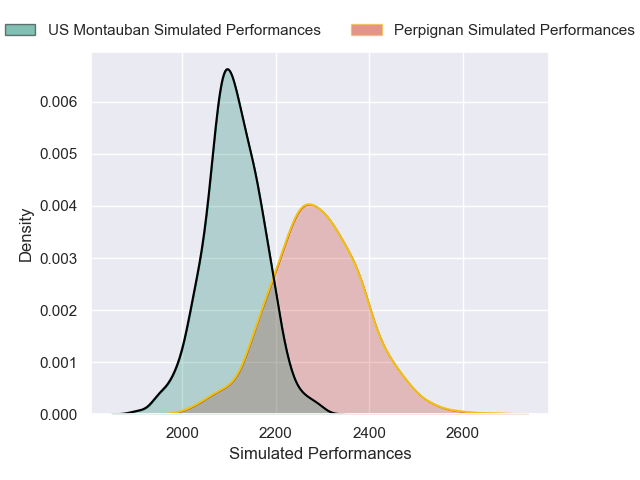 US Montauban Simulated Performances
Perpignan Simulated Performances
0.006
0.005
0.004
0.003
0.002
0.001
0.000
Density
2000
2200
2400
2600
Simulated Performances